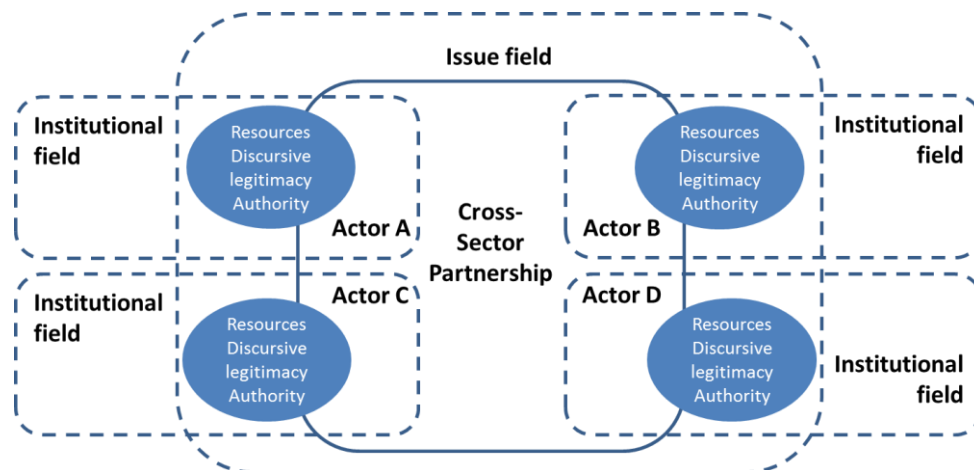 Issue field
Institutional
field
Resources
Discursive
legitimacy
Authority
Actor A
Institutional
field
Resources
Discursive
legitimacy
Authority
Actor B
Cross-
Sector
Partnership
Institutional
field
Resources
Discursive
legitimacy
Authority
Actor C
Actor D
Resources
Discursive
legitimacy
Authority
Institutional
field